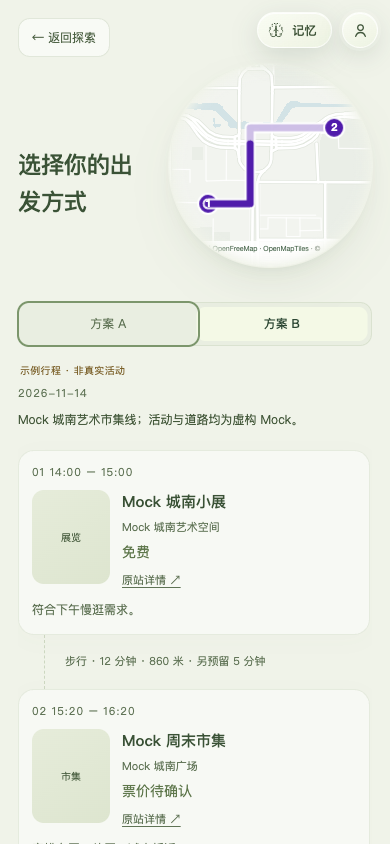 ← 返回探索
记忆
选择你的出
发方式
2
1
OpenFreeMap · OpenMapTiles · ©
方案 A
方案 B
示例行程 · 非真实活动
2026-11-14
Mock 城南艺术市集线；活动与道路均为虚构 Mock。
01 14:00 — 15:00
展览
Mock 城南小展
Mock 城南艺术空间
免费
原站详情 ↗
符合下午慢逛需求。
步行 · 12 分钟 · 860 米 · 另预留 5 分钟
02 15:20 — 16:20
市集
Mock 周末市集
Mock 城南广场
票价待确认
原站详情 ↗